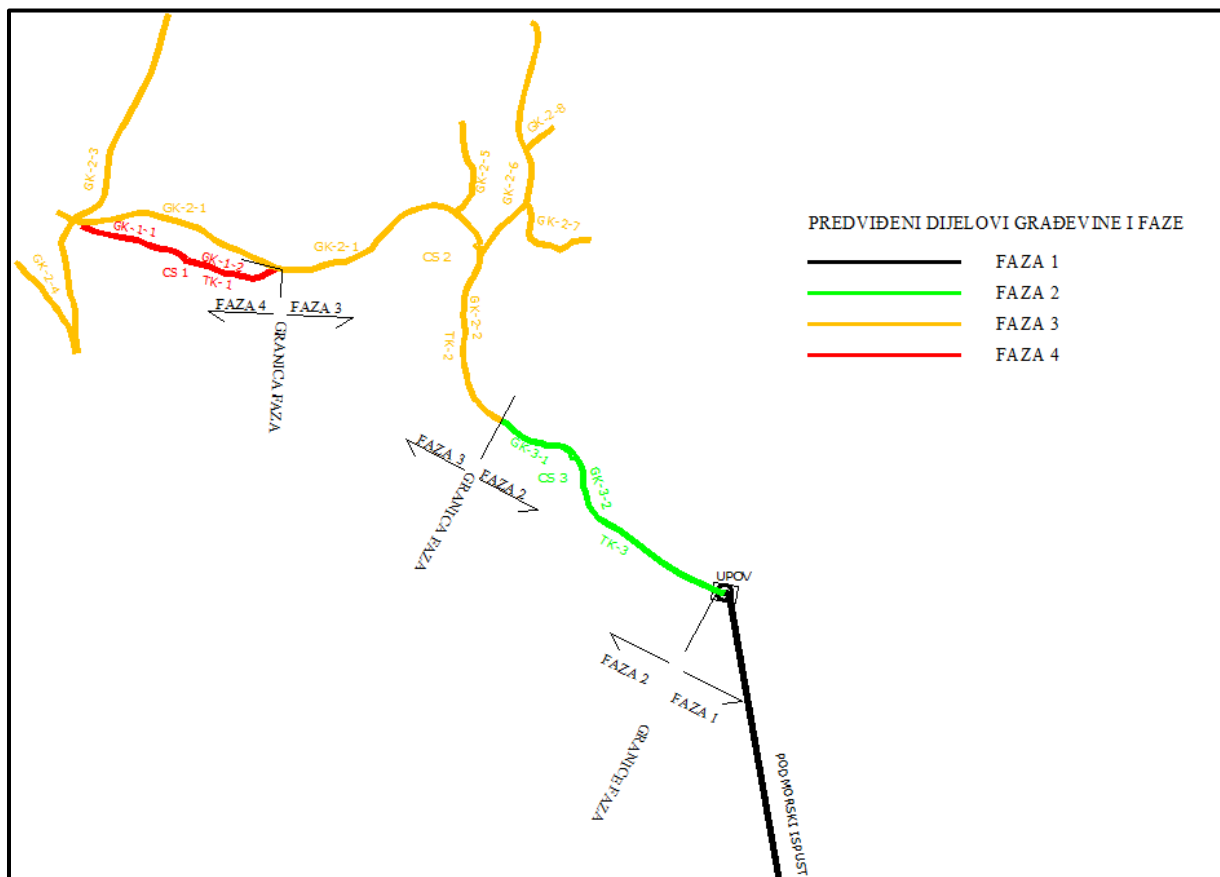 GK-2-8
GK-2-5
GK-2-6
GK-2-3
GK-2-1
GK-2-7
GK-1-1
GK-2-1
CS 2
GK-1-2
CS 1
TK-1
GK-2-4
FAZA 4
FAZA 3
GRANICA FAZA
GK-2-2
TK-2
PREDVIĐENI DIJELOVI GRAĐEVINE I FAZE
FAZA 1
FAZA 2
FAZA 3
FAZA 4
FAZA 3
FAZA 2
GRANICA FAZA
GK-3-1
CS 3
GK-3-2
TK-3
UPOV
FAZA 2
FAZA 1
GRANICE FAZA
PODMORSKI ISPUST